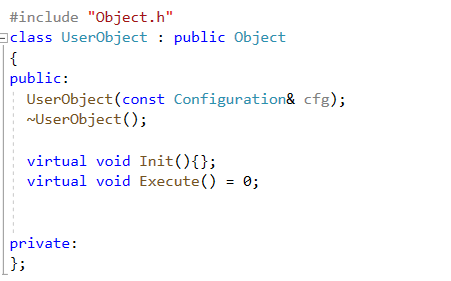 #include "Object.h"
class UserObject : public Object
{
public:
UserObject(const Configuration& cfg);
~UserObject();
virtual void Init(){};
virtual void Execute() = 0;
private:
};